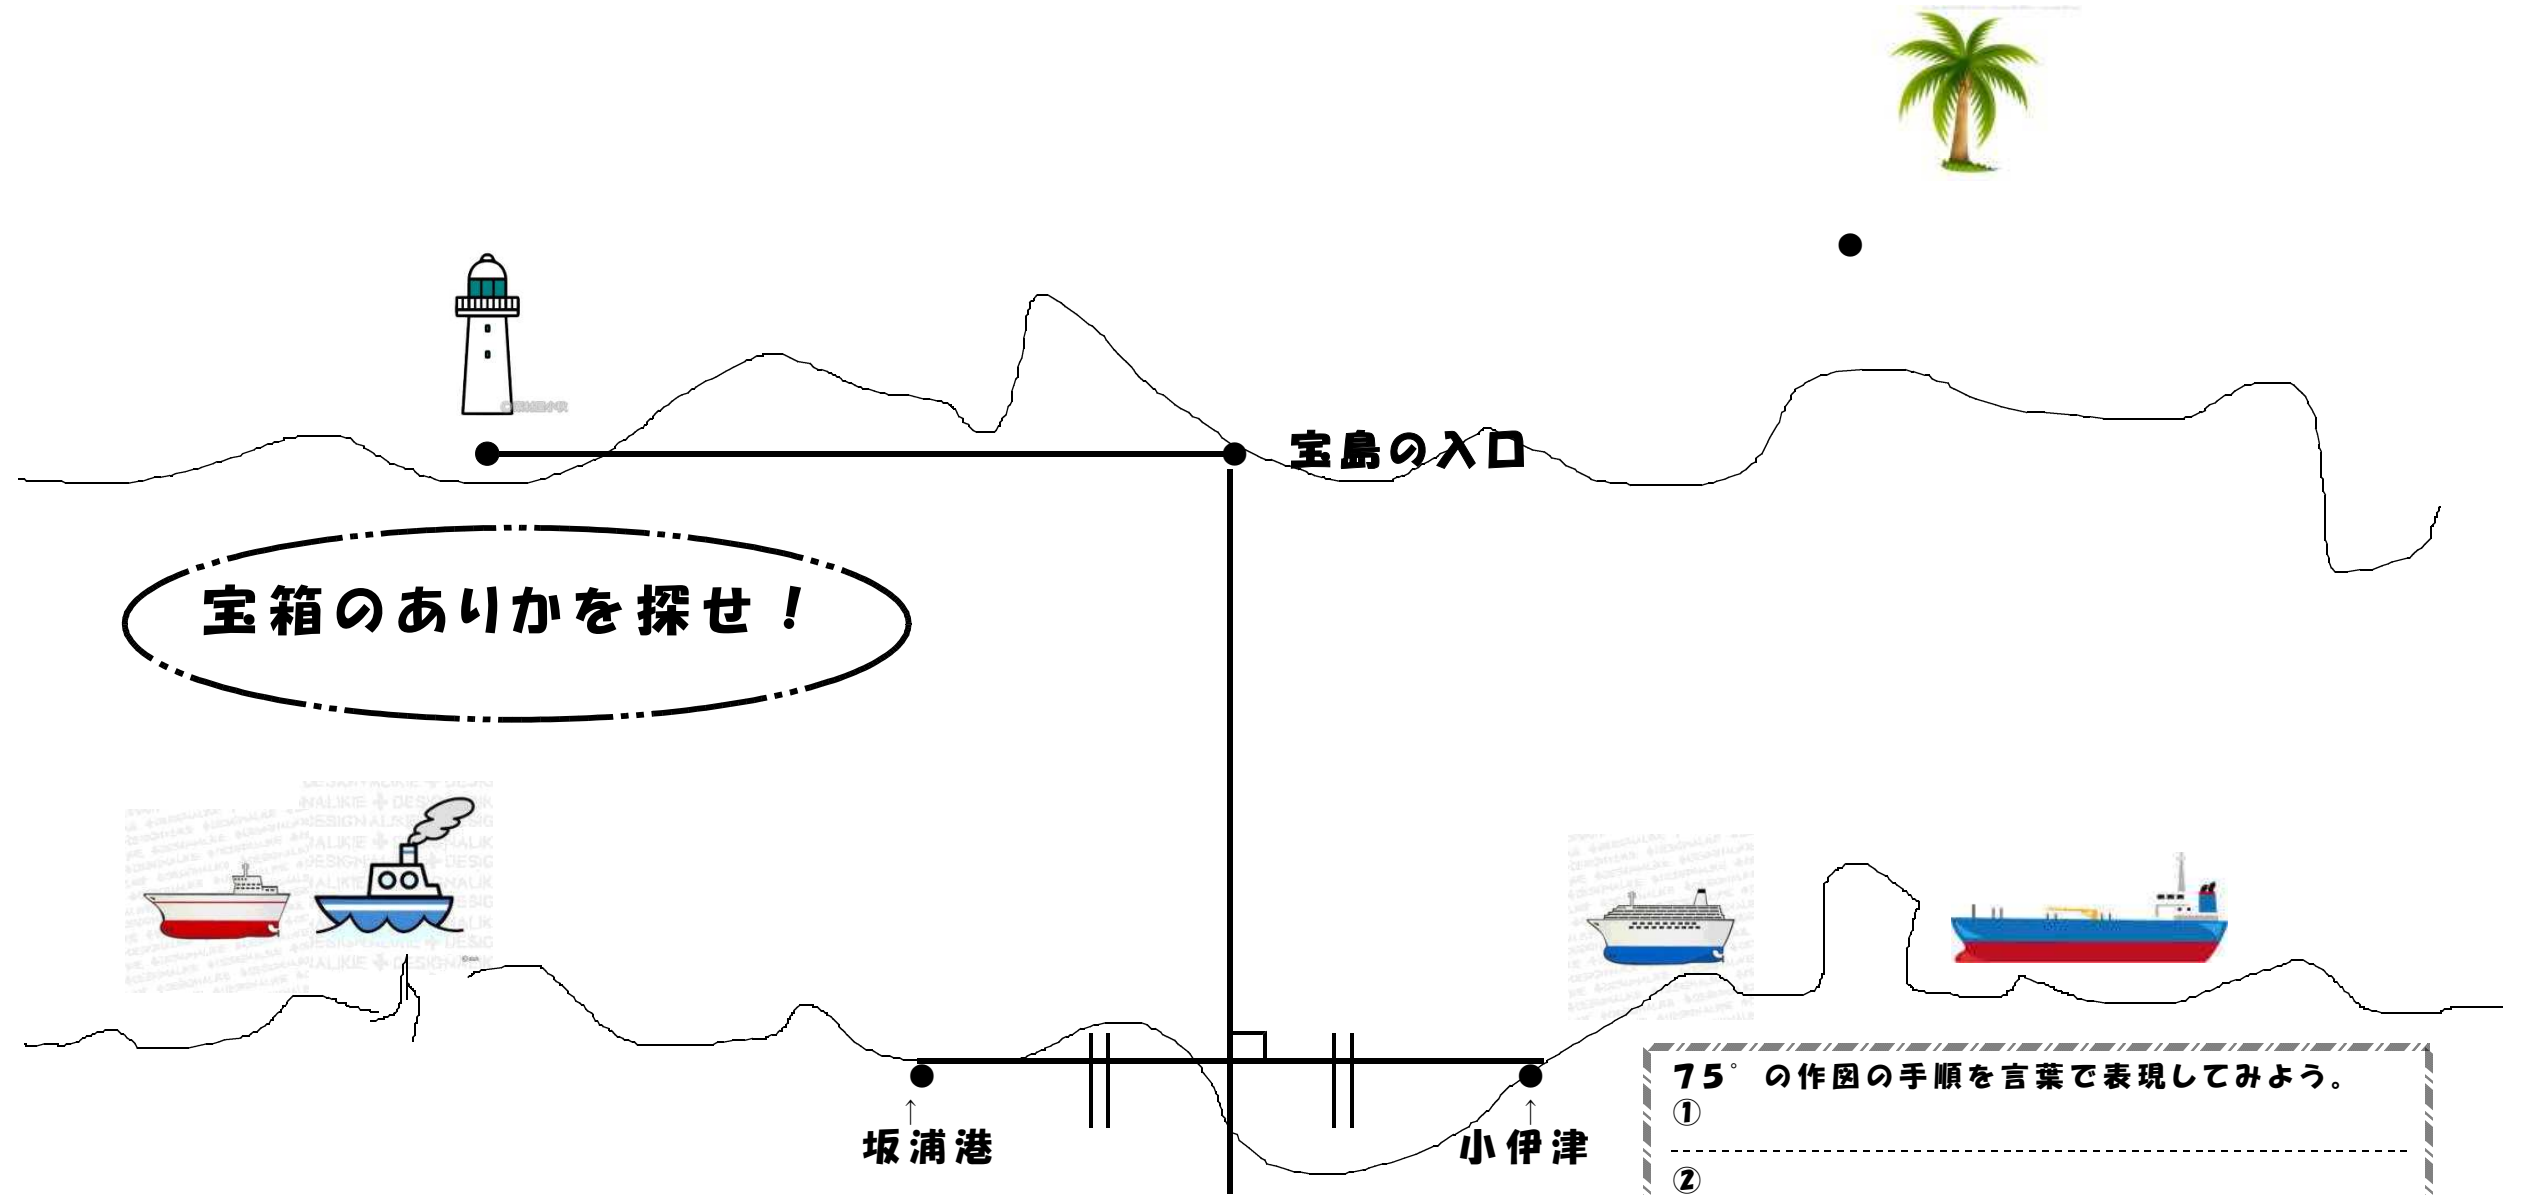 宝島の入口
宝箱のありかを探せ！
坂浦港
小伊津
75°の作図の手順を言葉で表現してみよう。
①
②